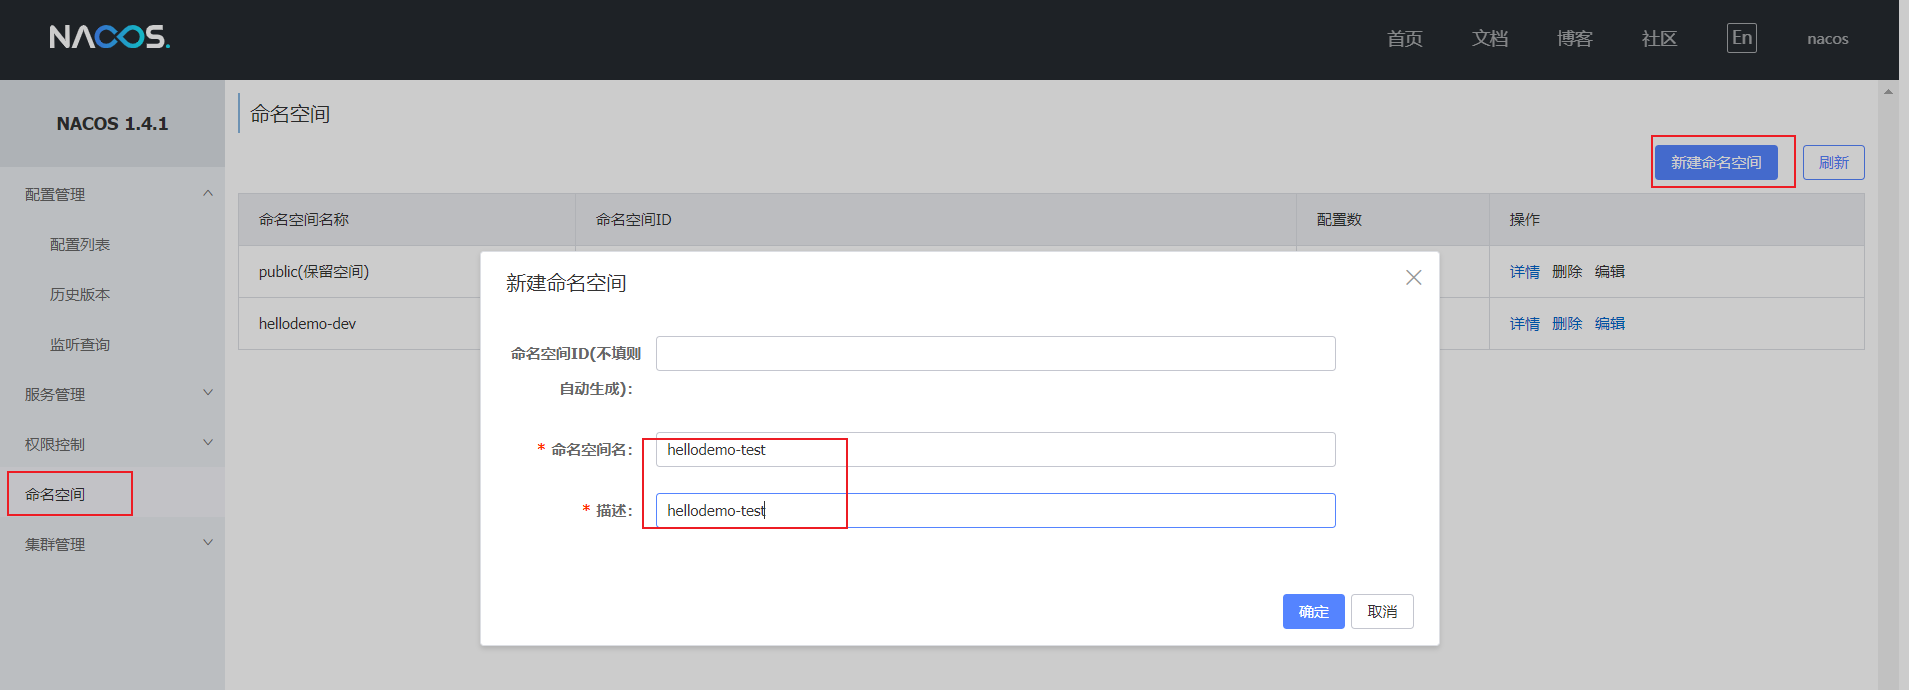 NACOS.
首页 文档 博客 社区 En nacos
NACOS 1.4.1
配置管理
配置列表
历史版本
监听查询
服务管理
权限控制
命名空间
集群管理
命名空间
新建命名空间 刷新
命名空间名称 命名空间ID 配置数 操作
public(保留空间) 详情 删除 编辑
hellodemo-dev 详情 删除 编辑
新建命名空间
命名空间ID(不填则
自动生成)：
* 命名空间名： hellodemo-test
* 描述： hellodemo-test
确定 取消